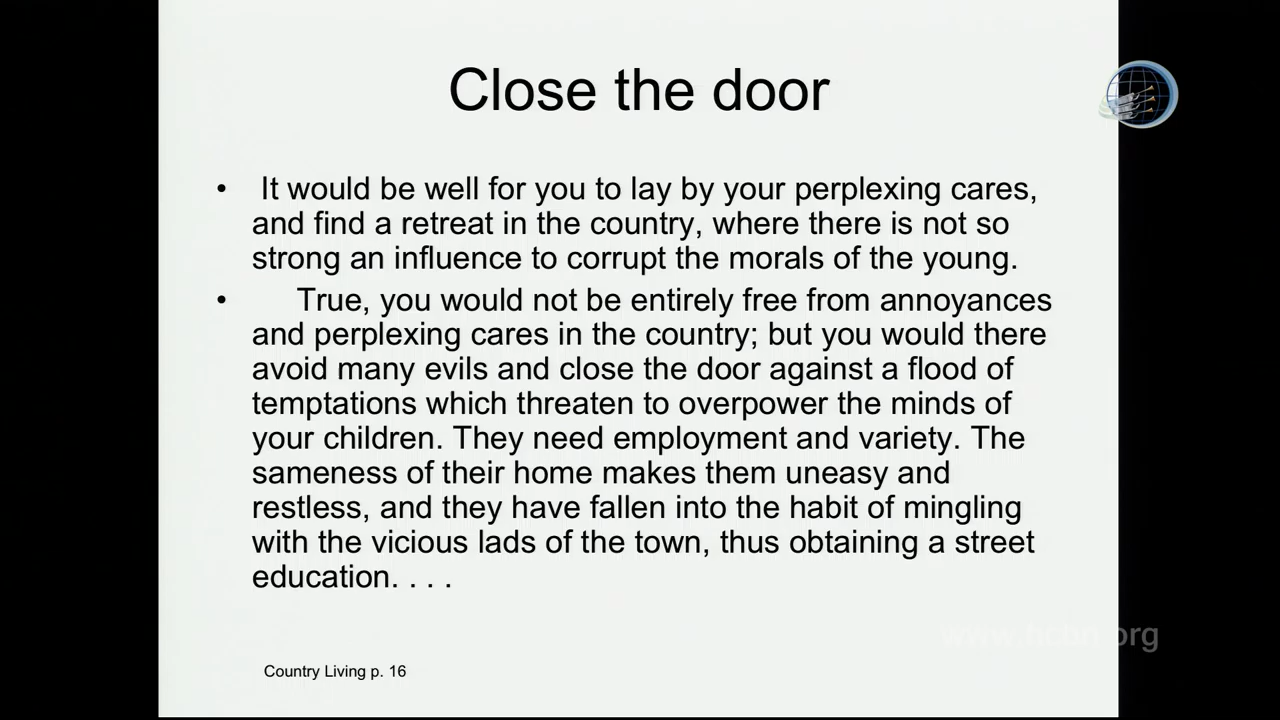 Close the door
• It would be well for you to lay by your perplexing cares,
and find a retreat in the country, where there is not so
strong an influence to corrupt the morals of the young.
• True, you would not be entirely free from annoyances
and perplexing cares in the country; but you would there
avoid many evils and close the door against a flood of
temptations which threaten to overpower the minds of
your children. They need employment and variety. The
sameness of their home makes them uneasy and
restless, and they have fallen into the habit of mingling
with the vicious lads of the town, thus obtaining a street
education. . . .
Country Living p. 16